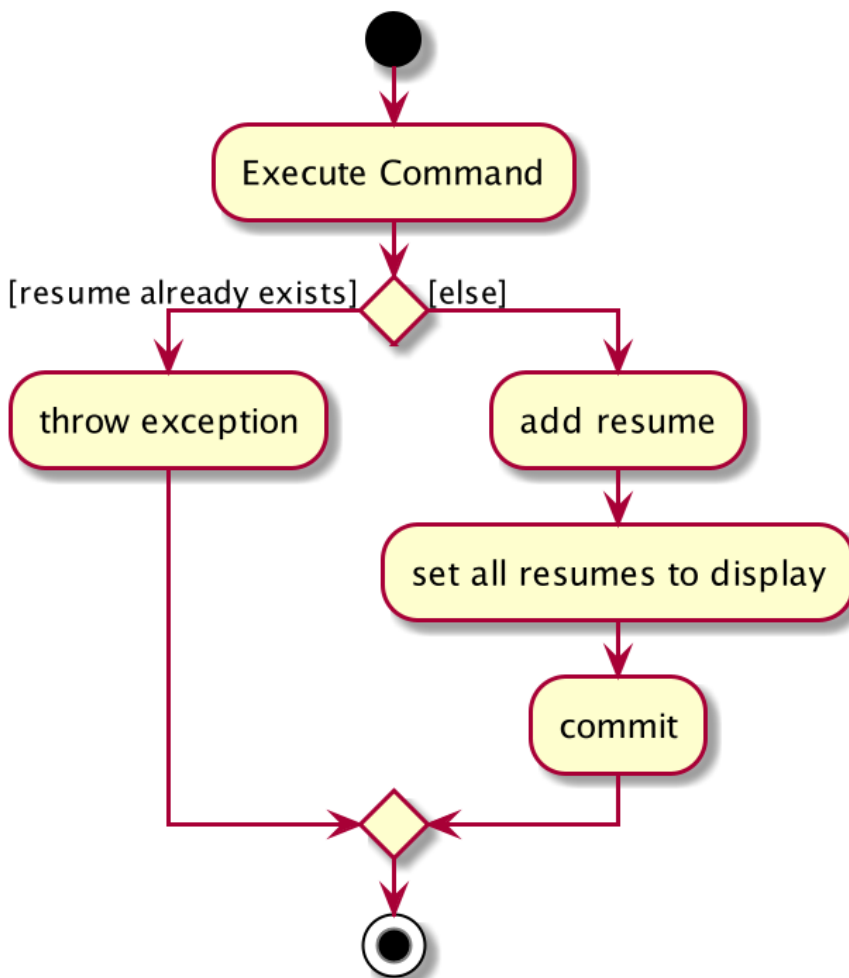 Execute Command
[resume already exists]
[else]
throw exception
add resume
set all resumes to display
commit